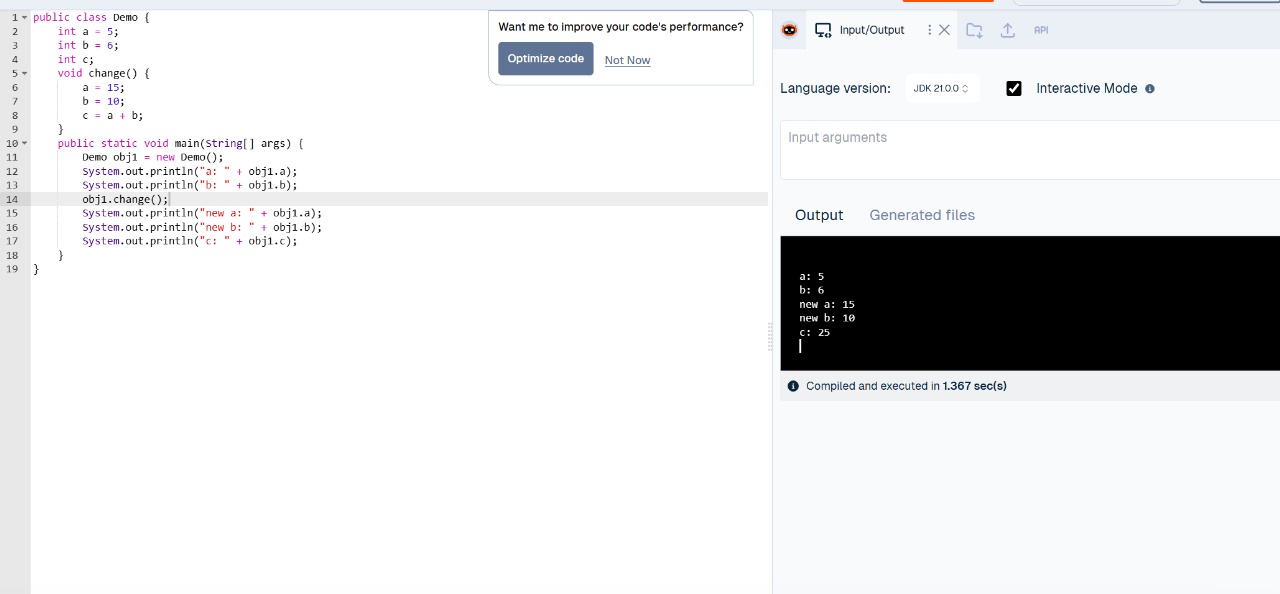 1 public class Demo {
2     int a = 5;
3     int b = 6;
4     int c;
5     void change() {
6         a = 15;
7         b = 10;
8         c = a + b;
9     }
10     public static void main(String[] args) {
11         Demo obj1 = new Demo();
12         System.out.println("a: " + obj1.a);
13         System.out.println("b: " + obj1.b);
14         obj1.change();
15         System.out.println("new a: " + obj1.a);
16         System.out.println("new b: " + obj1.b);
17         System.out.println("c: " + obj1.c);
18     }
19 }
Want me to improve your code's performance?
Optimize code Not Now
Input/Output API
Language version: JDK 21.0.0 Interactive Mode
Input arguments
Output Generated files
a: 5
b: 6
new a: 15
new b: 10
c: 25
Compiled and executed in 1.367 sec(s)